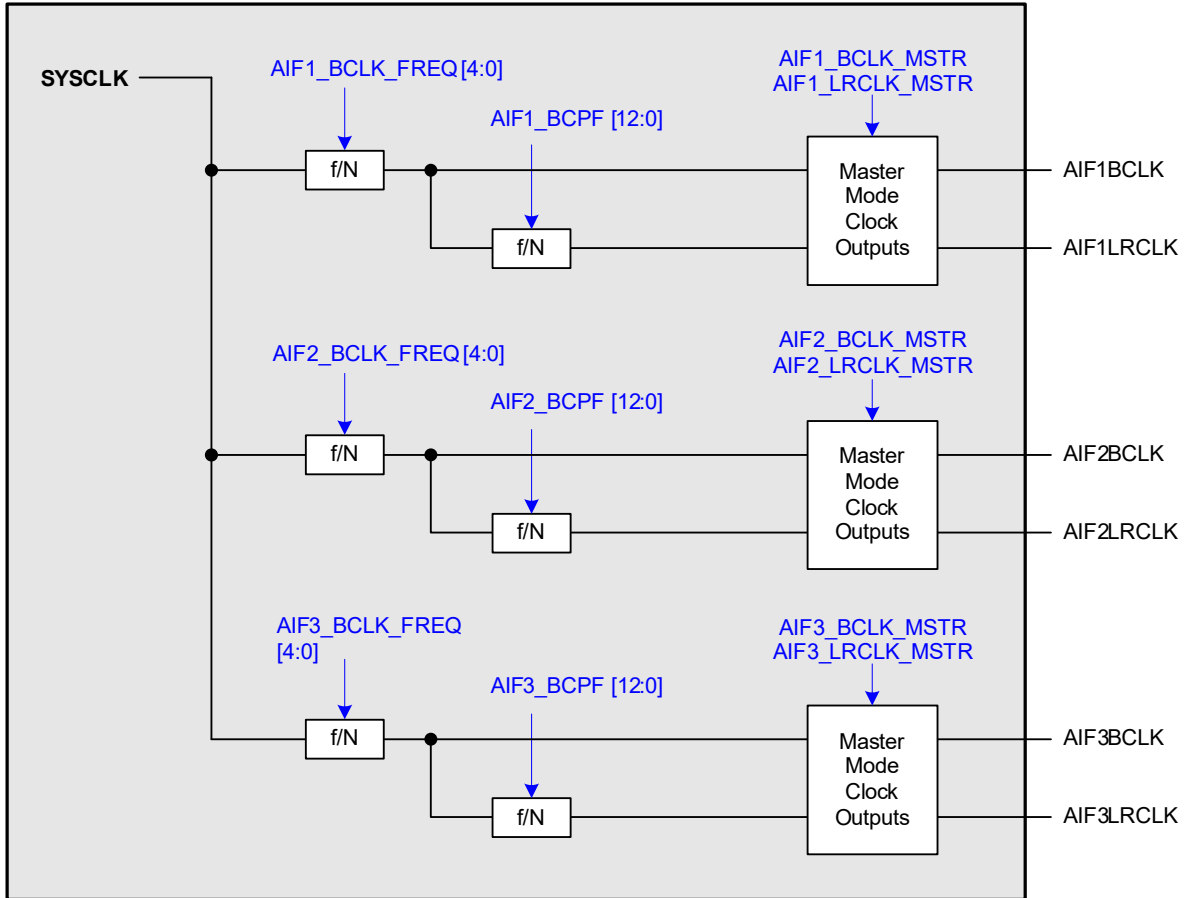 SYSCLK
AIF1_BCLK_FREQ [4:0]
AIF1_BCLK_MSTR
AIF1_LRCLK_MSTR
AIF1_BCPF [12:0]
f/N
Master
Mode
Clock
Outputs
AIF1BCLK
f/N
AIF1LRCLK
AIF2_BCLK_FREQ [4:0]
AIF2_BCLK_MSTR
AIF2_LRCLK_MSTR
AIF2_BCPF [12:0]
f/N
Master
Mode
Clock
Outputs
AIF2BCLK
f/N
AIF2LRCLK
AIF3_BCLK_FREQ
[4:0]
AIF3_BCLK_MSTR
AIF3_LRCLK_MSTR
AIF3_BCPF [12:0]
f/N
Master
Mode
Clock
Outputs
AIF3BCLK
f/N
AIF3LRCLK